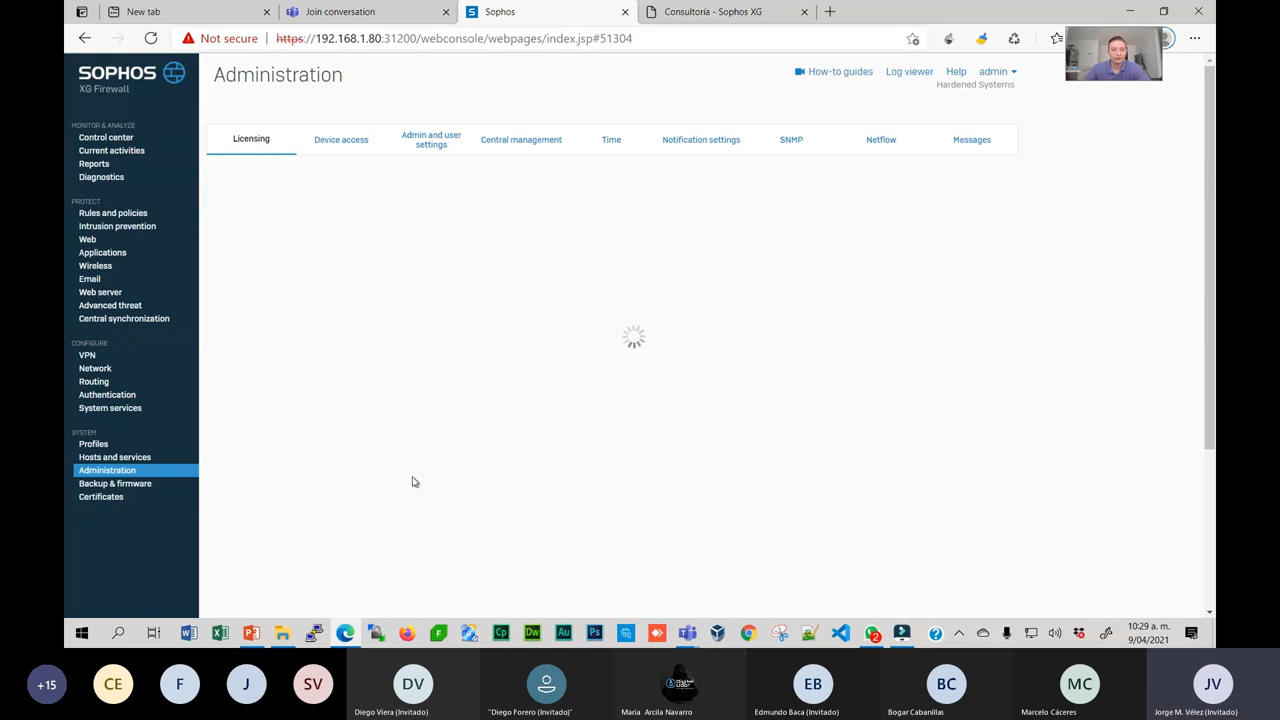 New tab
Join conversation
Sophos
Consultoría - Sophos XG
Not secure
https://192.168.1.80:31200/webconsole/webpages/index.jsp#51304
SOPHOS
XG Firewall
Administration
How-to guides
Log viewer
Help
admin
Hardened Systems
Licensing
Device access
Admin and user
settings
Central management
Time
Notification settings
SNMP
Netflow
Messages
MONITOR & ANALYZE
Control center
Current activities
Reports
Diagnostics
PROTECT
Rules and policies
Intrusion prevention
Web
Applications
Wireless
Email
Web server
Advanced threat
Central synchronization
CONFIGURE
VPN
Network
Routing
Authentication
System services
SYSTEM
Profiles
Hosts and services
Administration
Backup & firmware
Certificates
10:29 a. m.
9/04/2021
+15
CE
F
J
SV
DV
Diego Viera (Invitado)
"Diego Forero (Invitado)"
Maria Arcila Navarro
EB
Edmundo Baca (Invitado)
BC
Bogar Cabanillas
MC
Marcelo Cáceres
JV
Jorge M. Vélez (Invitado)